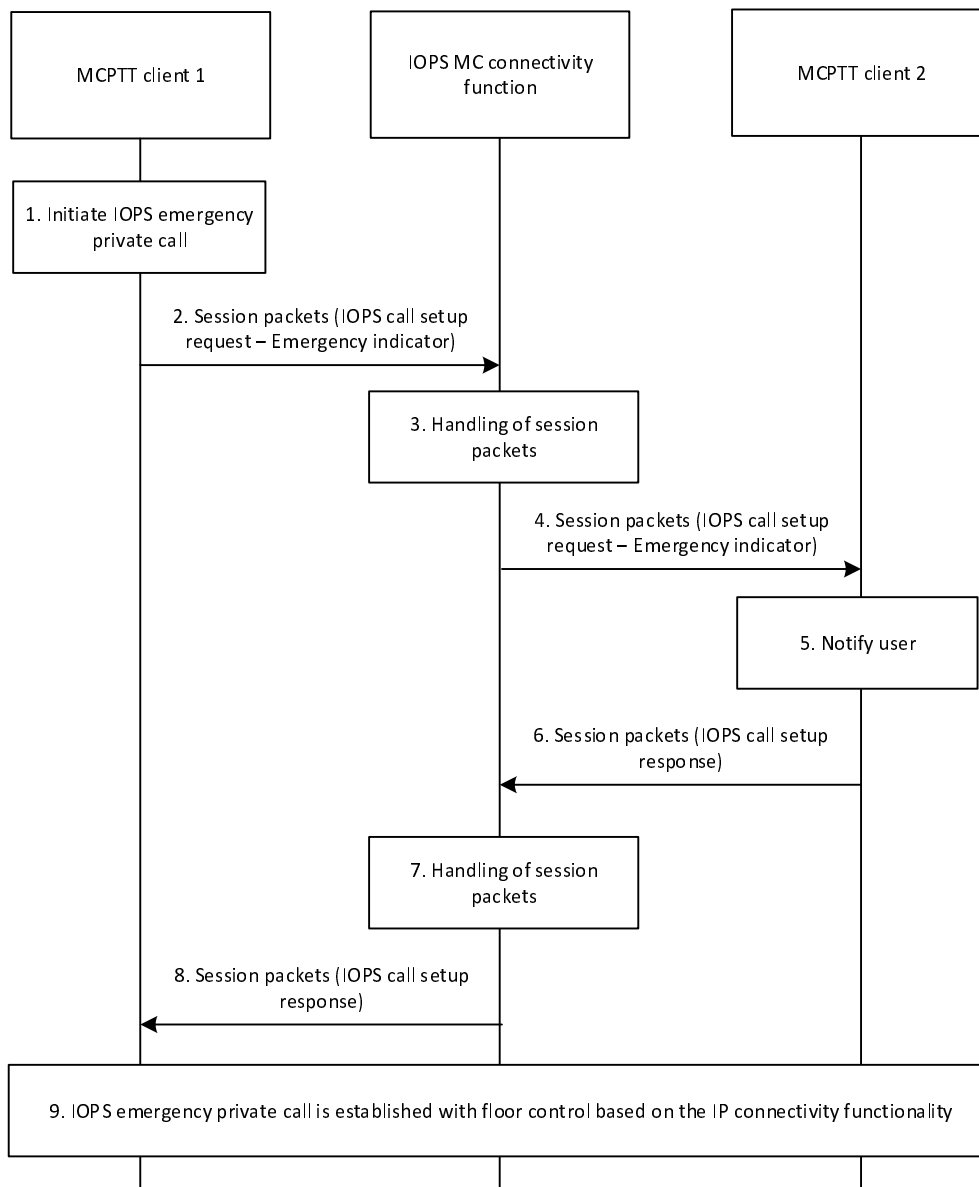 MCPTT client 1
IOPS MC connectivity
function
MCPTT client 2
1. Initiate IOPS emergency
private call
2. Session packets (IOPS call setup
request – Emergency indicator)
3. Handling of session
packets
4. Session packets (IOPS call setup
request – Emergency indicator)
5. Notify user
6. Session packets (IOPS call setup
response)
7. Handling of session
packets
8. Session packets (IOPS call setup
response)
9. IOPS emergency private call is established with floor control based on the IP connectivity functionality